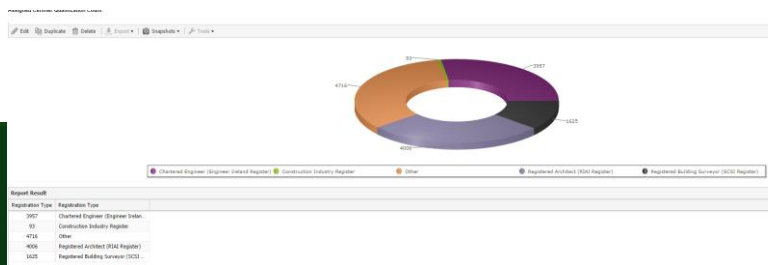 Assigned Certifier Qualification Count
Edit Duplicate Delete Export Snapshots Tools
93
3957
4716
1625
4006
Chartered Engineer (Engineer Ireland Register) Construction Industry Register Other Registered Architect (RIAI Register) Registered Building Surveyor (SCSI Register)
Report Result
Registration Type Registration Type
3957 Chartered Engineer (Engineer Irelan..
93 Construction Industry Register
4716 Other
4006 Registered Architect (RIAI Register)
1625 Registered Building Surveyor (SCSI ...